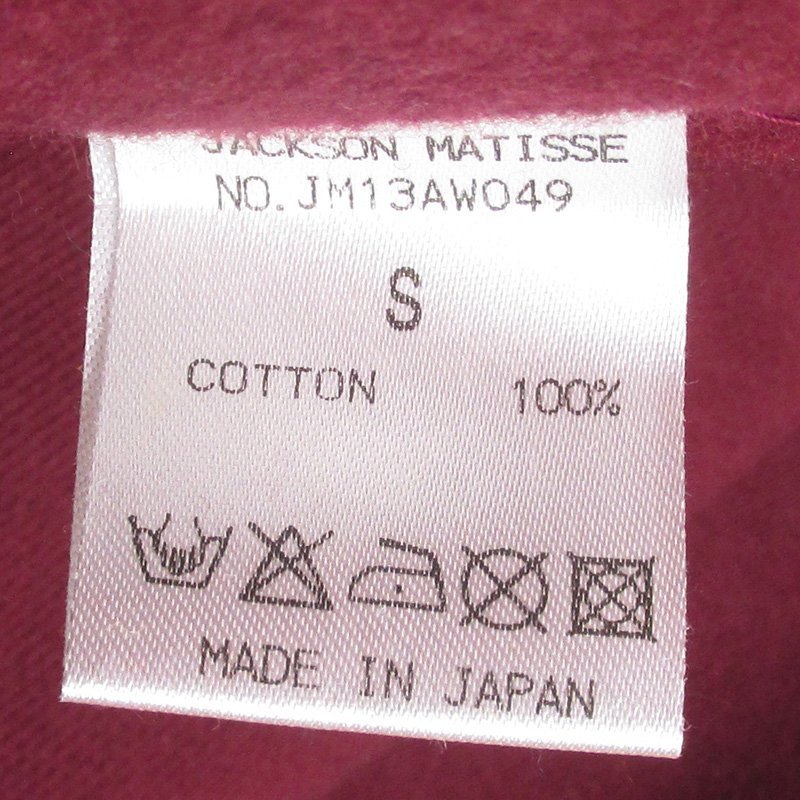 JACKSON MATISSE
NO.JM13AW049
S
COTTON 100%
MADE IN JAPAN